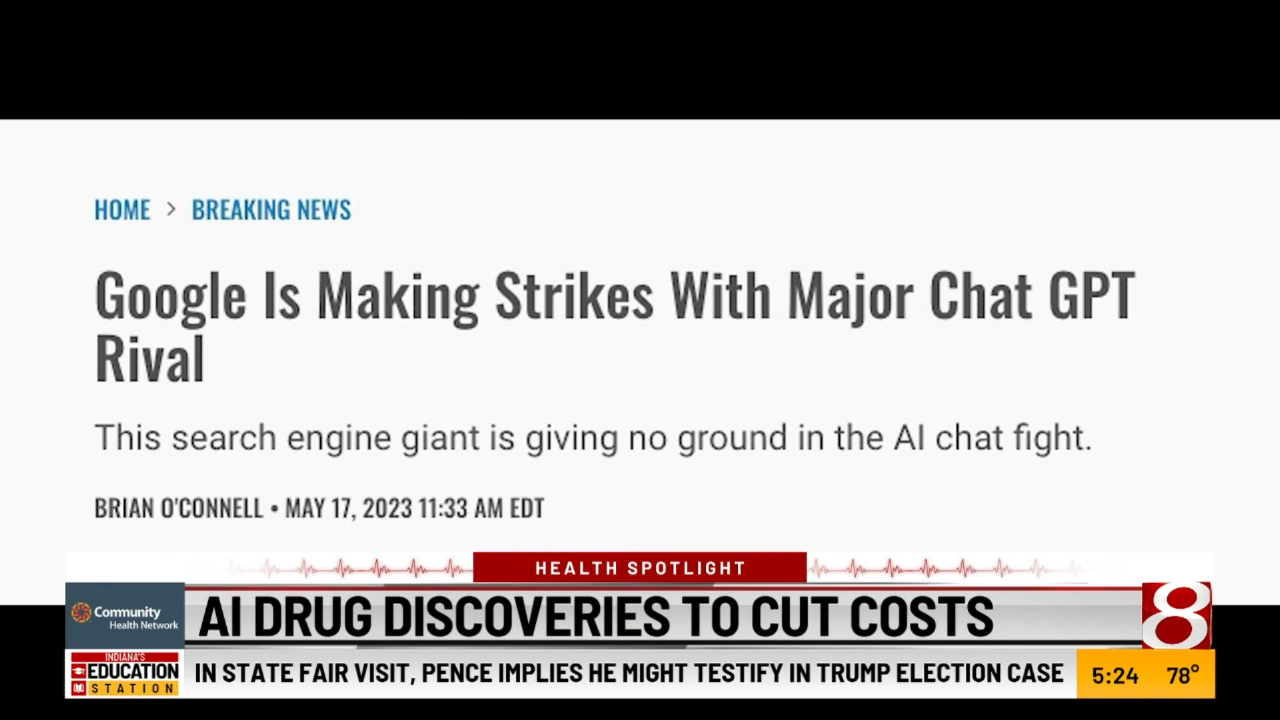 HOME > BREAKING NEWS
Google Is Making Strikes With Major Chat GPT
Rival
This search engine giant is giving no ground in the AI chat fight.
BRIAN O'CONNELL • MAY 17, 2023 11:33 AM EDT
HEALTH SPOTLIGHT
Community
Health Network
AI DRUG DISCOVERIES TO CUT COSTS
8
INDIANA'S
EDUCATION
STATION
IN STATE FAIR VISIT, PENCE IMPLIES HE MIGHT TESTIFY IN TRUMP ELECTION CASE
5:24 78°